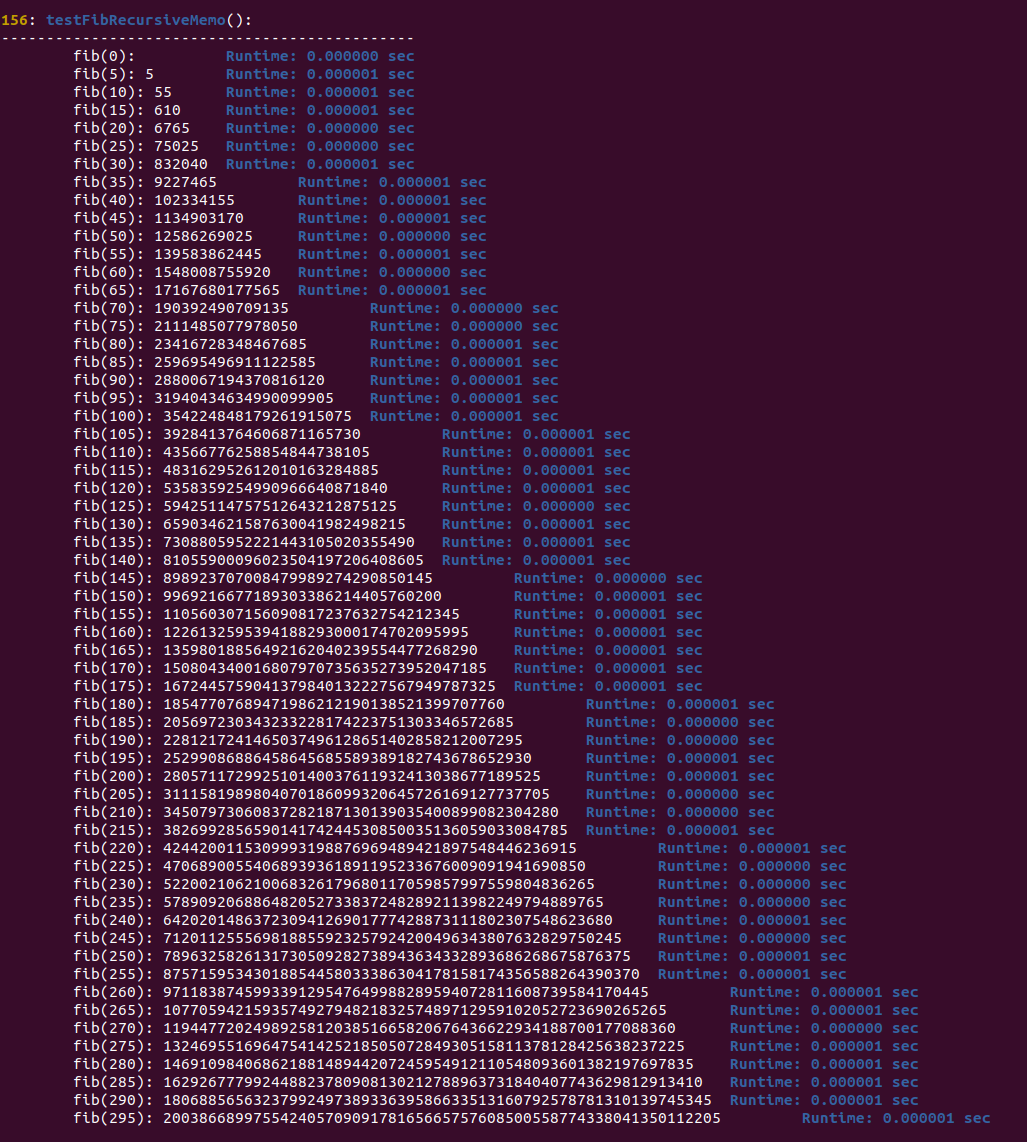 156: testFibRecursiveMemo():
----------------------------------------------
fib(0): Runtime: 0.000000 sec
fib(5): 5 Runtime: 0.000001 sec
fib(10): 55 Runtime: 0.000001 sec
fib(15): 610 Runtime: 0.000001 sec
fib(20): 6765 Runtime: 0.000000 sec
fib(25): 75025 Runtime: 0.000000 sec
fib(30): 832040 Runtime: 0.000001 sec
fib(35): 9227465 Runtime: 0.000001 sec
fib(40): 102334155 Runtime: 0.000001 sec
fib(45): 1134903170 Runtime: 0.000001 sec
fib(50): 12586269025 Runtime: 0.000000 sec
fib(55): 139583862445 Runtime: 0.000001 sec
fib(60): 1548008755920 Runtime: 0.000000 sec
fib(65): 17167680177565 Runtime: 0.000001 sec
fib(70): 190392490709135 Runtime: 0.000000 sec
fib(75): 2111485077978050 Runtime: 0.000000 sec
fib(80): 23416728348467685 Runtime: 0.000001 sec
fib(85): 259695496911122585 Runtime: 0.000001 sec
fib(90): 2880067194370816120 Runtime: 0.000001 sec
fib(95): 31940434634990099905 Runtime: 0.000001 sec
fib(100): 354224848179261915075 Runtime: 0.000001 sec
fib(105): 3928413764606871165730 Runtime: 0.000001 sec
fib(110): 43566776258854844738105 Runtime: 0.000001 sec
fib(115): 483162952612010163284885 Runtime: 0.000001 sec
fib(120): 5358359254990966640871840 Runtime: 0.000001 sec
fib(125): 59425114757512643212875125 Runtime: 0.000000 sec
fib(130): 659034621587630041982498215 Runtime: 0.000001 sec
fib(135): 7308805952221443105020355490 Runtime: 0.000001 sec
fib(140): 81055900096023504197206408605 Runtime: 0.000001 sec
fib(145): 898923707008479989274290850145 Runtime: 0.000000 sec
fib(150): 9969216677189303386214405760200 Runtime: 0.000001 sec
fib(155): 110560307156090817237632754212345 Runtime: 0.000001 sec
fib(160): 1226132595394188293000174702095995 Runtime: 0.000001 sec
fib(165): 13598018856492162040239554477268290 Runtime: 0.000001 sec
fib(170): 150804340016807970735635273952047185 Runtime: 0.000001 sec
fib(175): 1672445759041379840132227567949787325 Runtime: 0.000001 sec
fib(180): 18547707689471986212190138521399707760 Runtime: 0.000001 sec
fib(185): 205697230343233228174223751303346572685 Runtime: 0.000000 sec
fib(190): 2281217241465037496128651402858212007295 Runtime: 0.000000 sec
fib(195): 25299086886458645685589389182743678652930 Runtime: 0.000001 sec
fib(200): 280571172992510140037611932413038677189525 Runtime: 0.000001 sec
fib(205): 3111581989804070186099320645726169127737705 Runtime: 0.000000 sec
fib(210): 34507973060837282187130139035400899082304280 Runtime: 0.000000 sec
fib(215): 382699285659014174244530850035136059033084785 Runtime: 0.000001 sec
fib(220): 4244200115309993198876969489421897548446236915 Runtime: 0.000001 sec
fib(225): 47068900554068939361891195233676009091941690850 Runtime: 0.000000 sec
fib(230): 522002106210068326179680117059857997559804836265 Runtime: 0.000000 sec
fib(235): 5789092068864820527338372482892113982249794889765 Runtime: 0.000000 sec
fib(240): 64202014863723094126901777428873111802307548623680 Runtime: 0.000001 sec
fib(245): 712011255569818855923257924200496343807632829750245 Runtime: 0.000000 sec
fib(250): 7896325826131730509282738943634332893686268675876375 Runtime: 0.000001 sec
fib(255): 87571595343018854458033386304178158174356588264390370 Runtime: 0.000001 sec
fib(260): 971183874599339129547649988289594072811608739584170445 Runtime: 0.000001 sec
fib(265): 10770594215935749279482183257489712959102052723690265265 Runtime: 0.000001 sec
fib(270): 119447720249892581203851665820676436622934188700177088360 Runtime: 0.000000 sec
fib(275): 1324695516964754142521850507284930515811378128425638237225 Runtime: 0.000001 sec
fib(280): 14691098406862188148944207245954912110548093601382197697835 Runtime: 0.000001 sec
fib(285): 162926777992448823780908130212788963731840407743629812913410 Runtime: 0.000001 sec
fib(290): 1806885656323799249738933639586633513160792578781310139745345 Runtime: 0.000001 sec
fib(295): 20038668997554240570909178165665757608500558774338041350112205 Runtime: 0.000001 sec